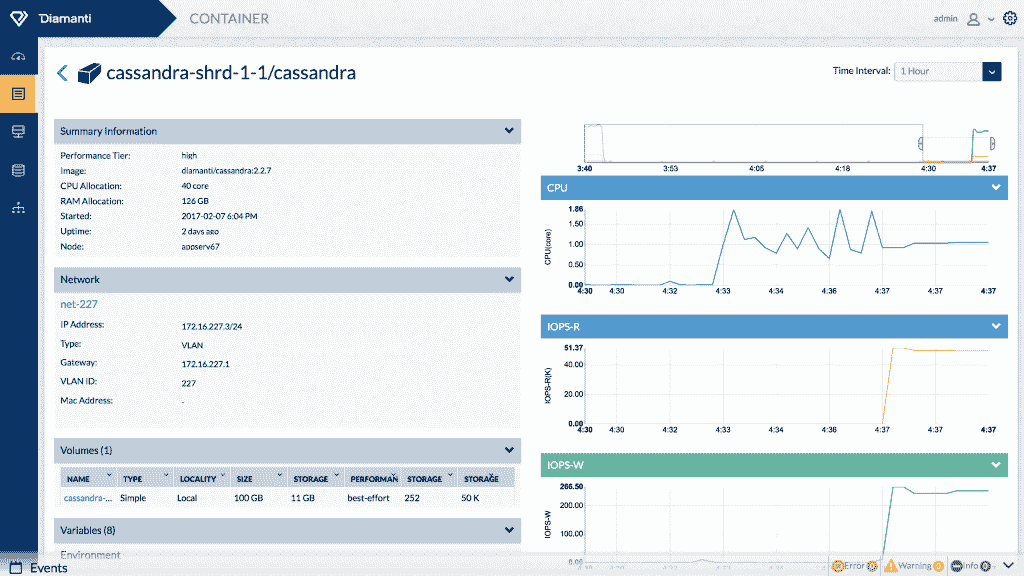 Diamanti
CONTAINER
admin
cassandra-shrd-1-1/cassandra
Time Interval: 1 Hour
Summary Information
Performance Tier: high
Image: diamanti/cassandra:2.2.7
CPU Allocation: 40 core
RAM Allocation: 126 GB
Started: 2017-02-07 6:04 PM
Uptime: 2 days ago
Node: appserv67
Network
net-227
IP Address: 172.16.227.3/24
Type: VLAN
Gateway: 172.16.227.1
VLAN ID: 227
Mac Address: -
Volumes (1)
NAME TYPE LOCALITY SIZE STORAGE PERFORMAN STORAGE STORAGE
cassandra-... Simple Local 100 GB 11 GB best-effort 252 50 K
Variables (8)
Environment
Events
3:40 3:53 4:05 4:18 4:30 4:37
CPU
CPU(core)
1.86
1.50
1.00
0.50
0.00
4:30 4:30 4:32 4:33 4:34 4:36 4:37 4:37 4:37
IOPS-R
IOPS-R(K)
51.37
40.00
20.00
0.00
4:30 4:30 4:32 4:33 4:34 4:36 4:37 4:37 4:37
IOPS-W
IOPS-W
266.50
200.00
100.00
0.00
Error Warning Info